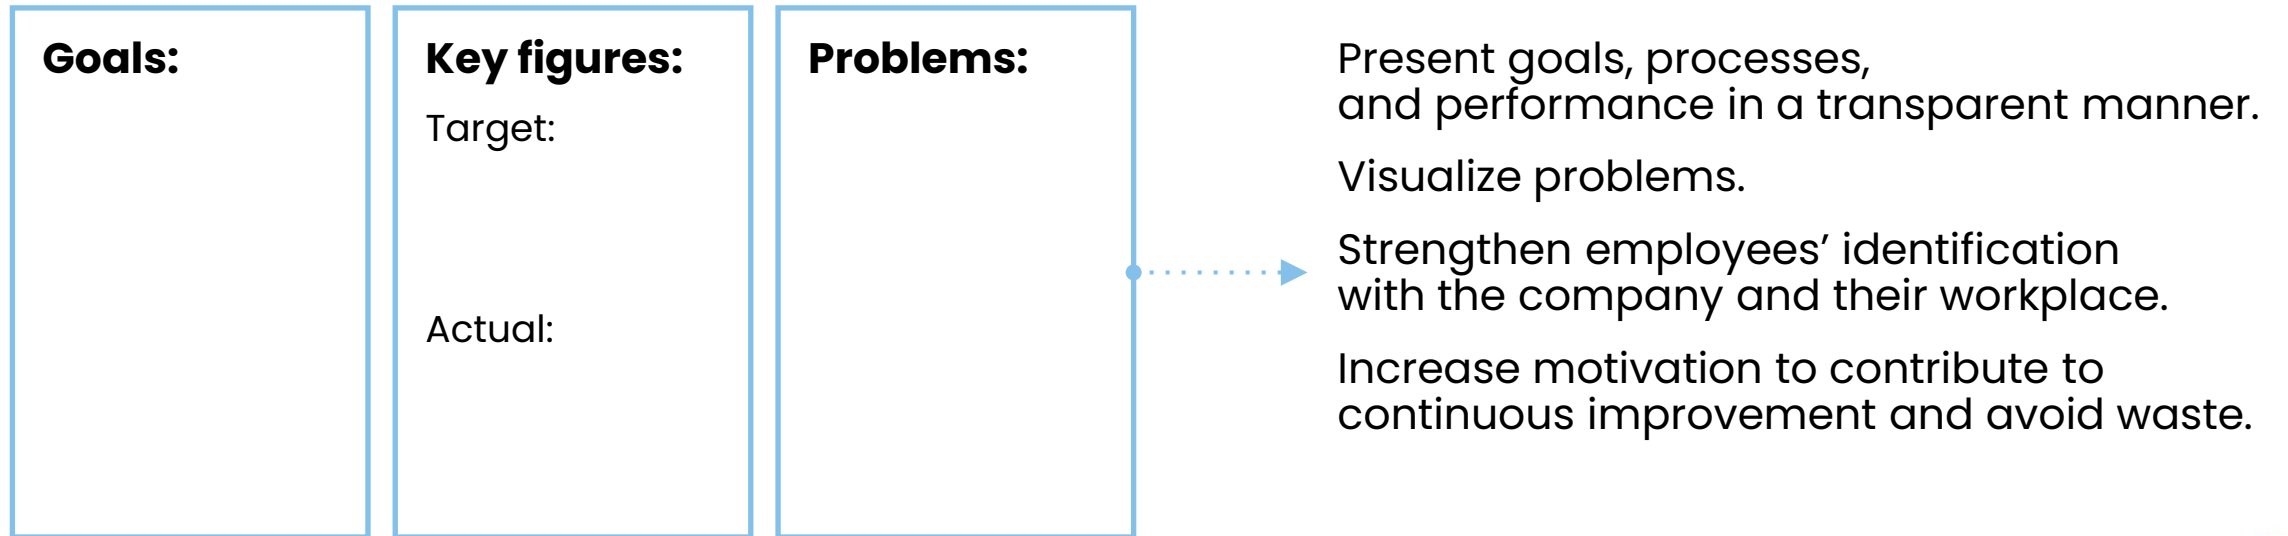 Goals:
Key figures:
Target:
Actual:
Problems:
Present goals, processes,
and performance in a transparent manner.
Visualize problems.
Strengthen employees’ identification
with the company and their workplace.
Increase motivation to contribute to
continuous improvement and avoid waste.